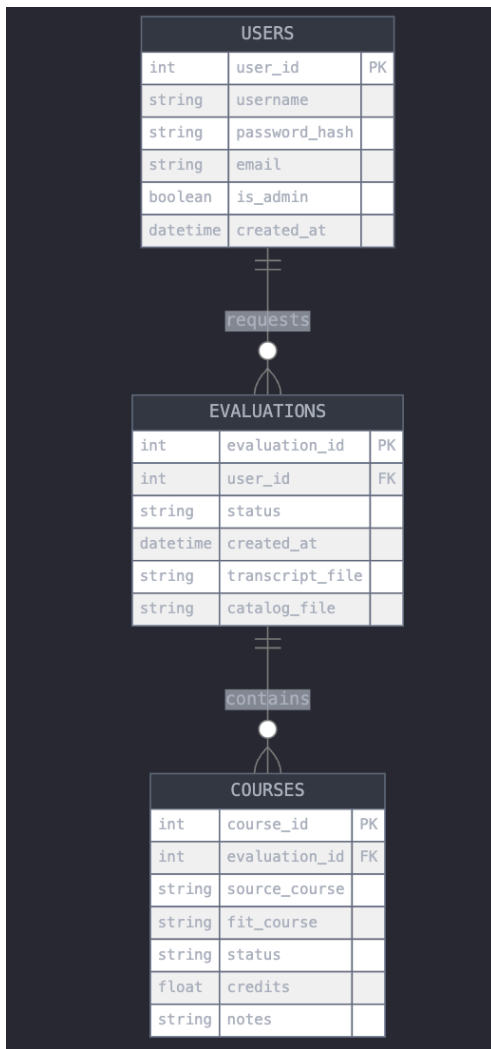 USERS
int user_id PK
string username
string password_hash
string email
boolean is_admin
datetime created_at
requests
EVALUATIONS
int evaluation_id PK
int user_id FK
string status
datetime created_at
string transcript_file
string catalog_file
contains
COURSES
int course_id PK
int evaluation_id FK
string source_course
string fit_course
string status
float credits
string notes